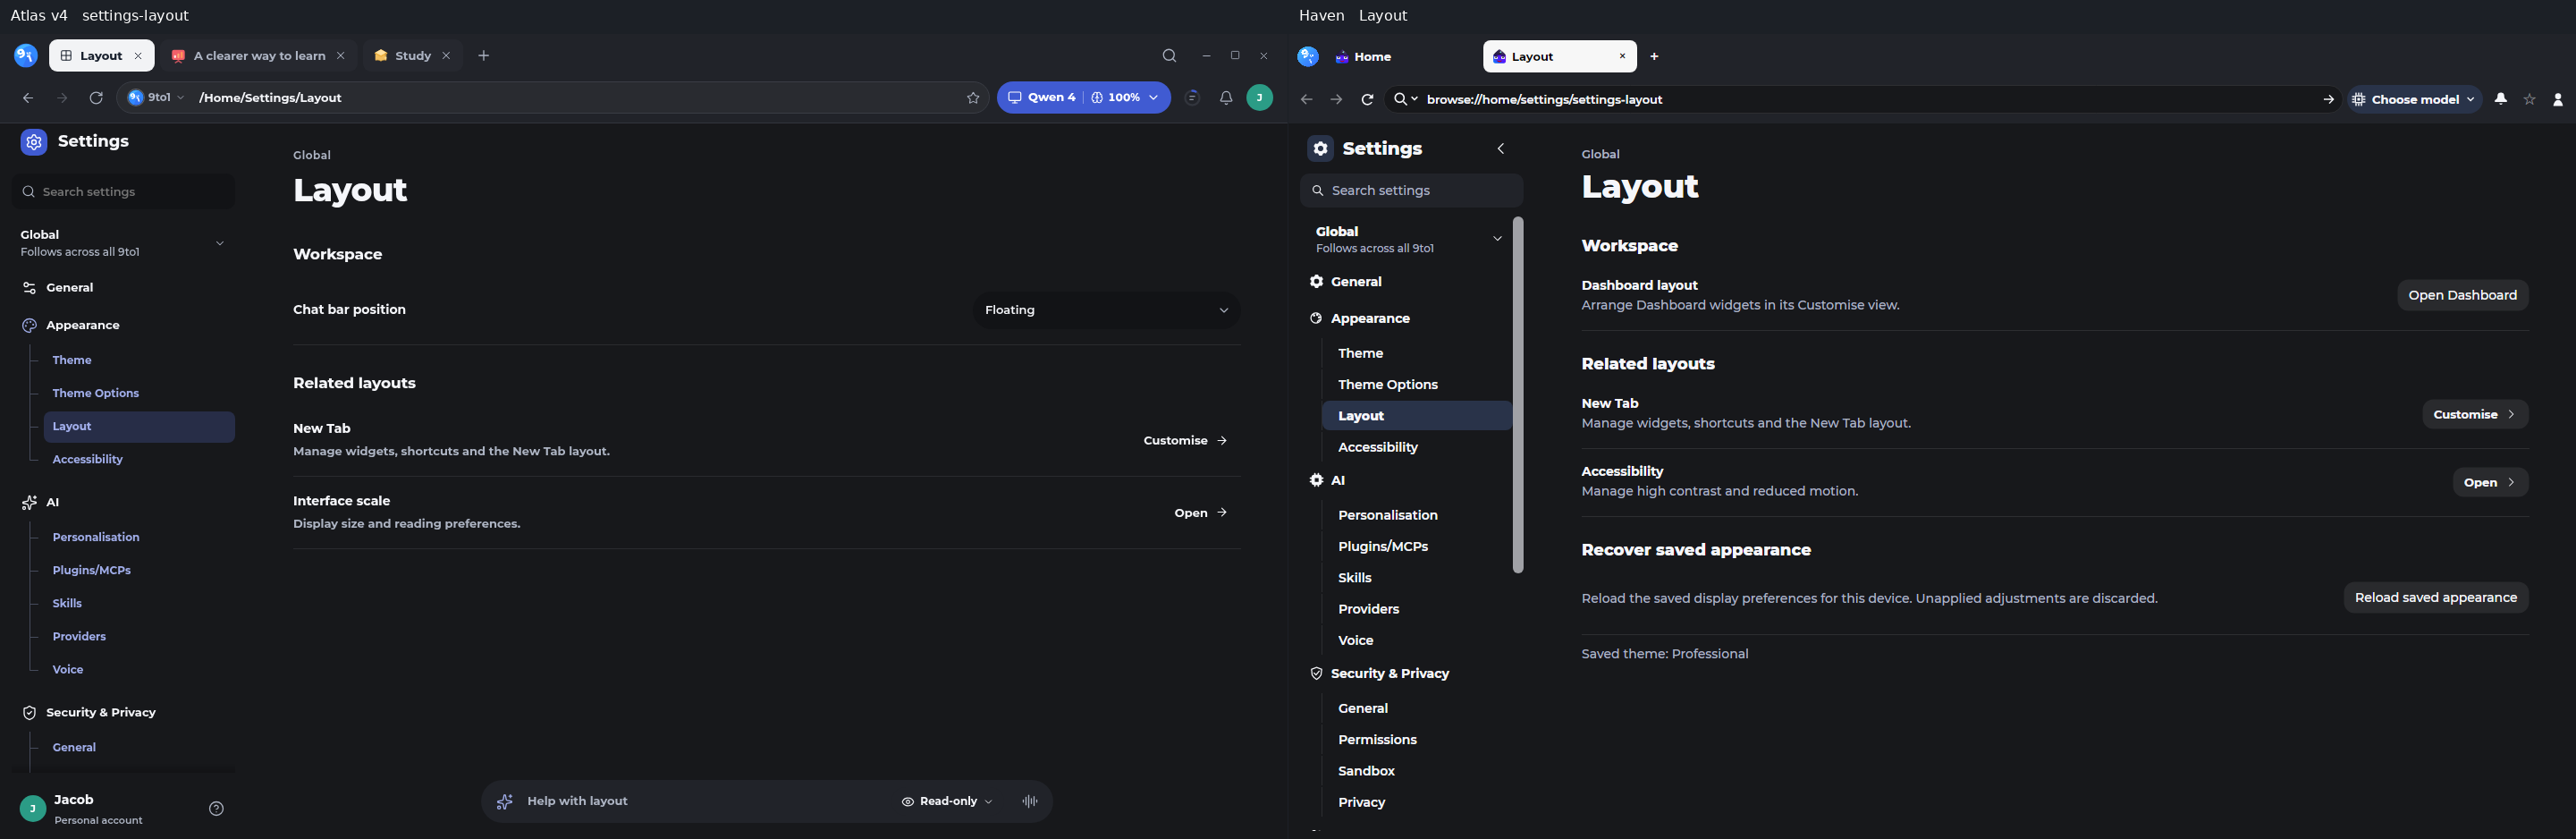 Atlas v4 settings-layout
Layout
A clearer way to learn
Study
9to1
/Home/Settings/Layout
Qwen 4
100%
J
Settings
Search settings
Global
Follows across all 9to1
General
Appearance
Theme
Theme Options
Layout
Accessibility
AI
Personalisation
Plugins/MCPs
Skills
Providers
Voice
Security & Privacy
General
J
Jacob
Personal account
Global
Layout
Workspace
Chat bar position
Floating
Related layouts
New Tab
Manage widgets, shortcuts and the New Tab layout.
Customise
Interface scale
Display size and reading preferences.
Open
Help with layout
Read-only
Haven Layout
Home
Layout
browse://home/settings/settings-layout
Choose model
Settings
Search settings
Global
Follows across all 9to1
General
Appearance
Theme
Theme Options
Layout
Accessibility
AI
Personalisation
Plugins/MCPs
Skills
Providers
Voice
Security & Privacy
General
Permissions
Sandbox
Privacy
Global
Layout
Workspace
Dashboard layout
Arrange Dashboard widgets in its Customise view.
Open Dashboard
Related layouts
New Tab
Manage widgets, shortcuts and the New Tab layout.
Customise
Accessibility
Manage high contrast and reduced motion.
Open
Recover saved appearance
Reload the saved display preferences for this device. Unapplied adjustments are discarded.
Reload saved appearance
Saved theme: Professional